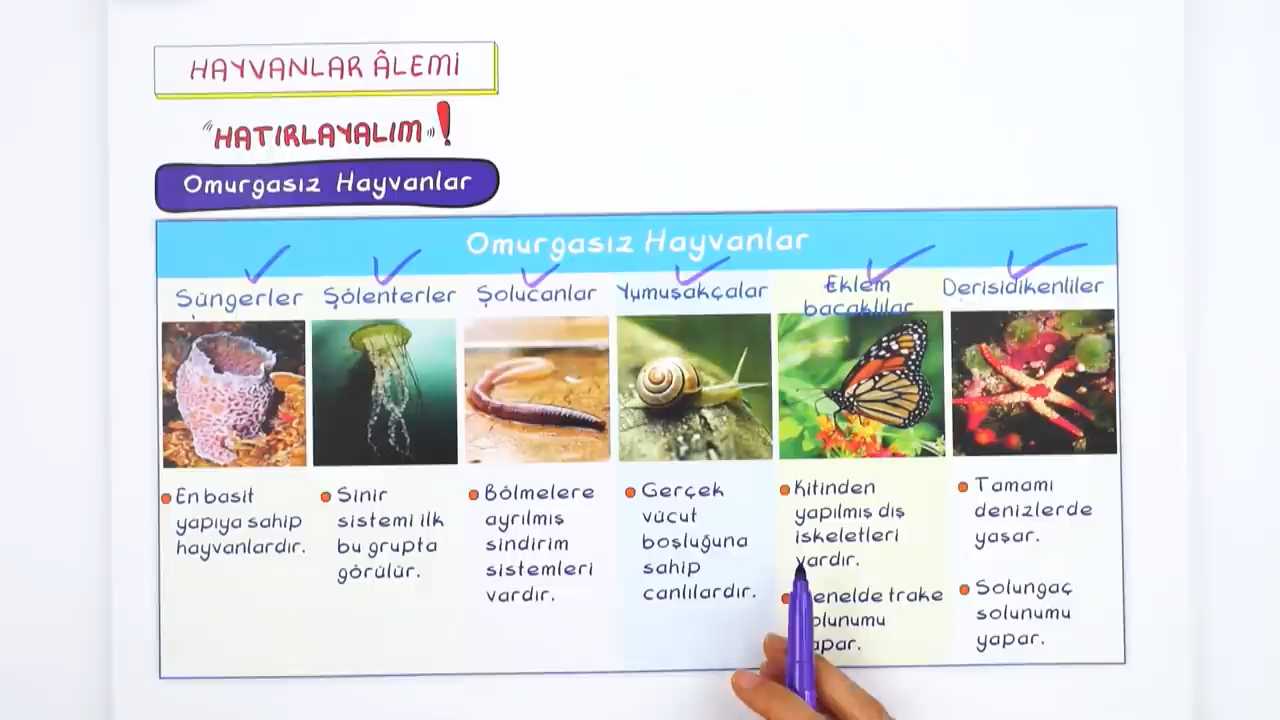 HAYVANLAR ÂLEMİ
"HATIRLAYALIM"!
Omurgasız Hayvanlar
Omurgasız Hayvanlar
Süngerler
En basit
yapıya sahip
hayvanlardır.
Sölenterler
Sinir
sistemi ilk
bu grupta
görülür.
Solucanlar
Bölmelere
ayrılmış
sindirim
sistemleri
vardır.
Yumuşakçalar
Gerçek
vücut
boşluğuna
sahip
canlılardır.
Eklem
bacaklılar
Kitinden
yapılmış dış
iskeletleri
vardır.
trake
Derisidikenliler
Tamamı
denizlerde
yaşar.
Solungaç
solunumu
yapar.